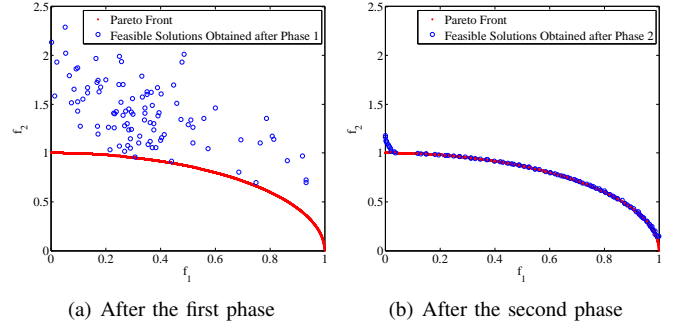 Pareto Front
Feasible Solutions Obtained after Phase 1
2.5
2
1.5
1
0.5
0
f2
0
0.2
0.4
0.6
0.8
1
f1
(a) After the first phase
Pareto Front
Feasible Solutions Obtained after Phase 2
2.5
2
1.5
1
0.5
0
f2
0
0.2
0.4
0.6
0.8
1
f1
(b) After the second phase